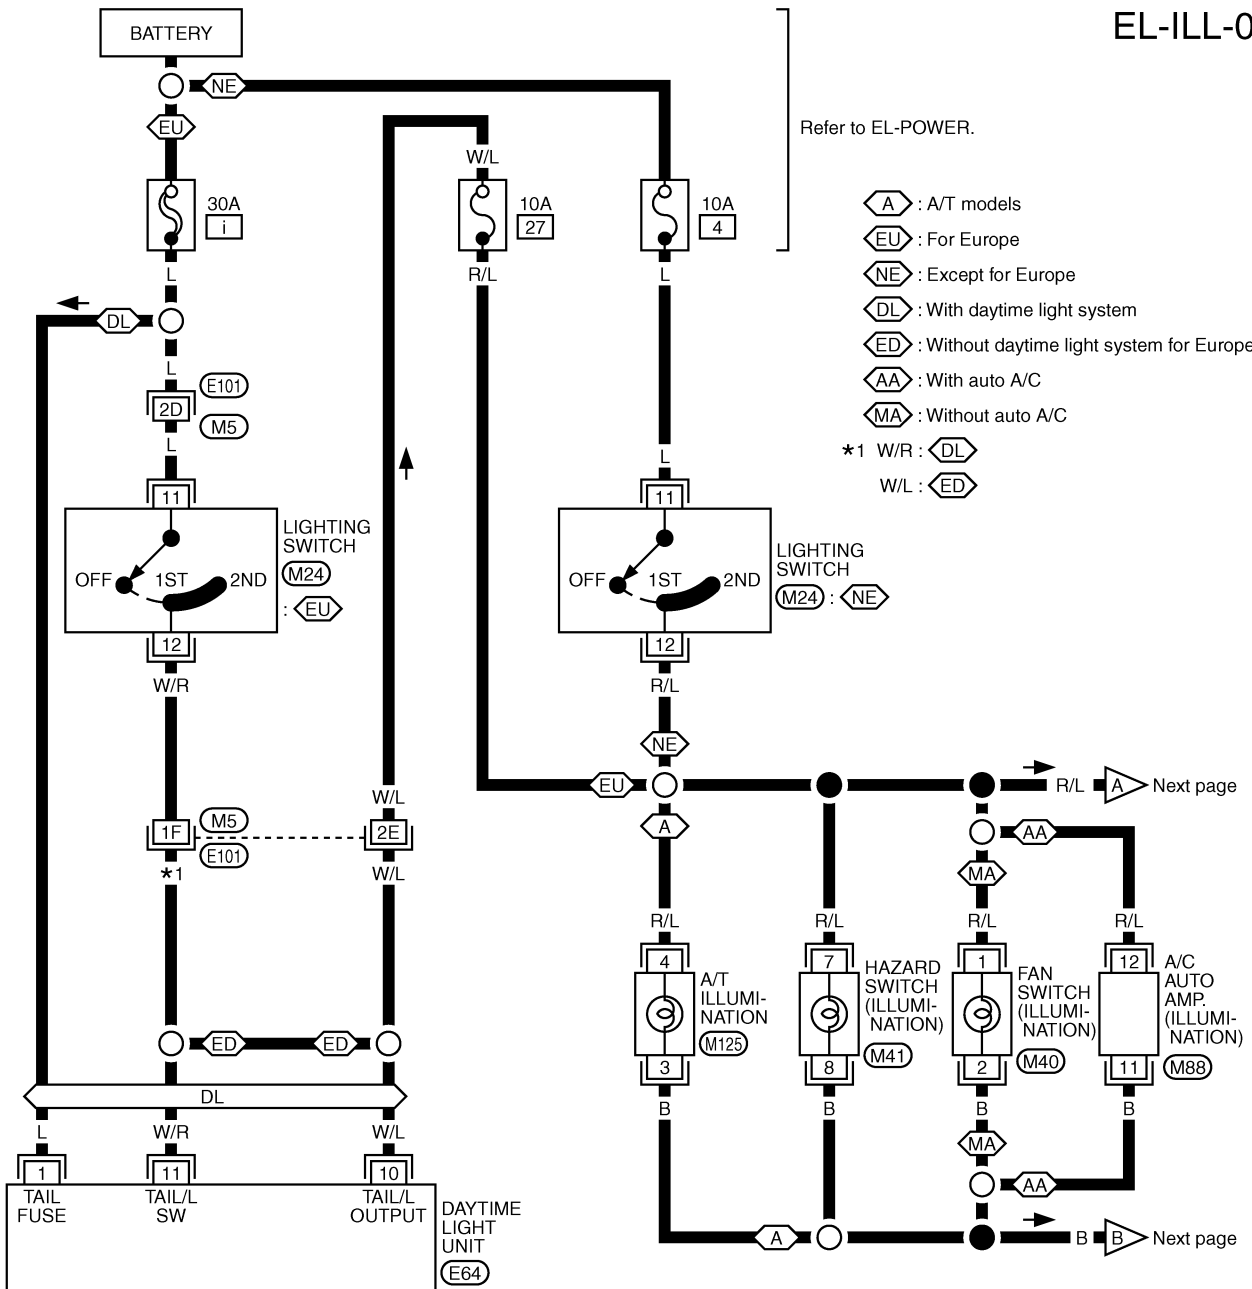 EL-ILL-0
BATTERY
NE
EU
Refer to EL-POWER.
W/L
30A
i
10A
27
10A
4
A : A/T models
EU : For Europe
NE : Except for Europe
DL : With daytime light system
ED : Without daytime light system for Europe
AA : With auto A/C
MA : Without auto A/C
*1 W/R : DL
W/L : ED
L
R/L
L
DL
L
E101
2D
M5
L
L
11
11
LIGHTING
SWITCH
M24
: EU
OFF
1ST
2ND
LIGHTING
SWITCH
M24 : NE
OFF
1ST
2ND
12
12
W/R
R/L
NE
EU
R/L
A
Next page
W/L
M5
1F
2E
E101
*1
W/L
A
AA
MA
R/L
R/L
R/L
R/L
4
A/T
ILLUMI-
NATION
M125
3
7
HAZARD
SWITCH
(ILLUMI-
NATION)
M41
8
1
FAN
SWITCH
(ILLUMI-
NATION)
M40
2
12
A/C
AUTO
AMP.
(ILLUMI-
NATION)
M88
11
ED
ED
DL
B
B
B
B
MA
AA
L
W/R
W/L
1
11
10
TAIL
FUSE
TAIL/L
SW
TAIL/L
OUTPUT
DAYTIME
LIGHT
UNIT
E64
A
B
B
Next page